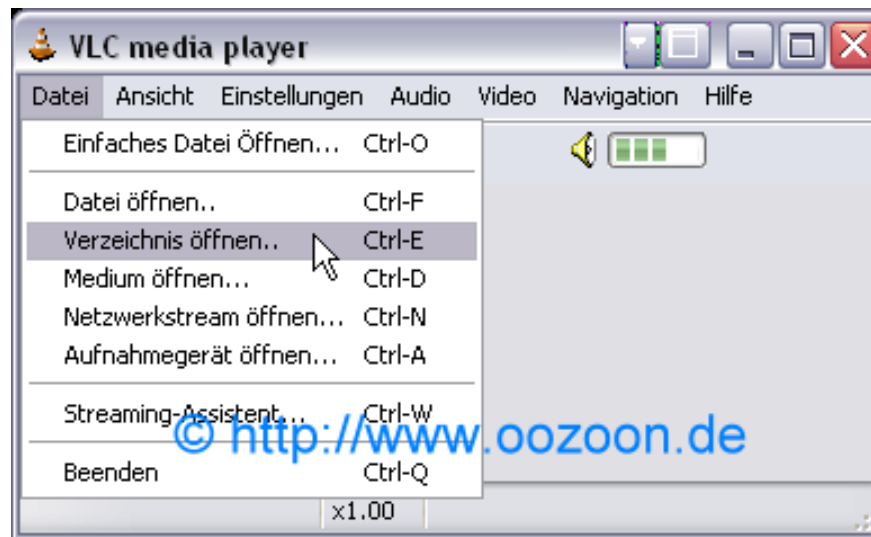 VLC media player
Datei Ansicht Einstellungen Audio Video Navigation Hilfe
Einfaches Datei Öffnen... Ctrl-O
Datei öffnen.. Ctrl-F
Verzeichnis öffnen.. Ctrl-E
Medium öffnen... Ctrl-D
Netzwerkstream öffnen... Ctrl-N
Aufnahmegerät öffnen... Ctrl-A
Streaming-Assistent... Ctrl-W
© http://www.oozoon.de
Beenden Ctrl-Q
x1.00